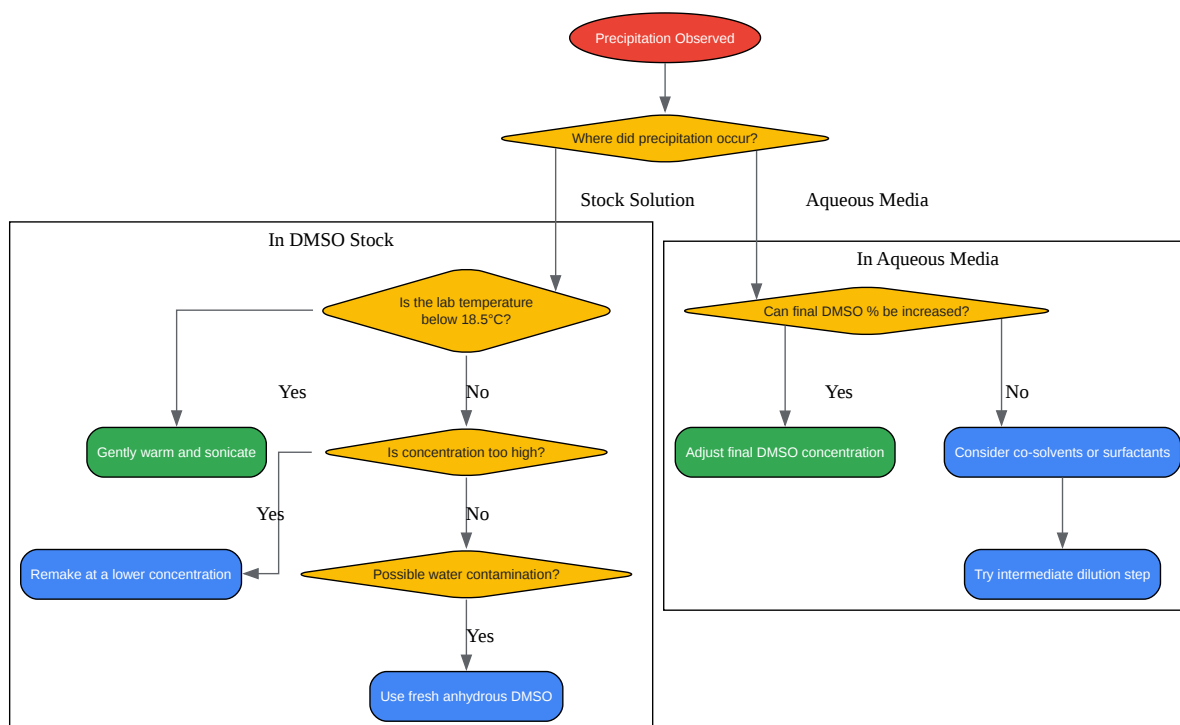 Precipitation Observed
Where did precipitation occur?
Stock Solution
Aqueous Media
In DMSO Stock
In Aqueous Media
Is the lab temperature
below 18.5°C?
Can final DMSO % be increased?
Yes
No
Yes
No
Gently warm and sonicate
Is concentration too high?
Adjust final DMSO concentration
Consider co-solvents or surfactants
Yes
No
Remake at a lower concentration
Possible water contamination?
Try intermediate dilution step
Yes
Use fresh anhydrous DMSO